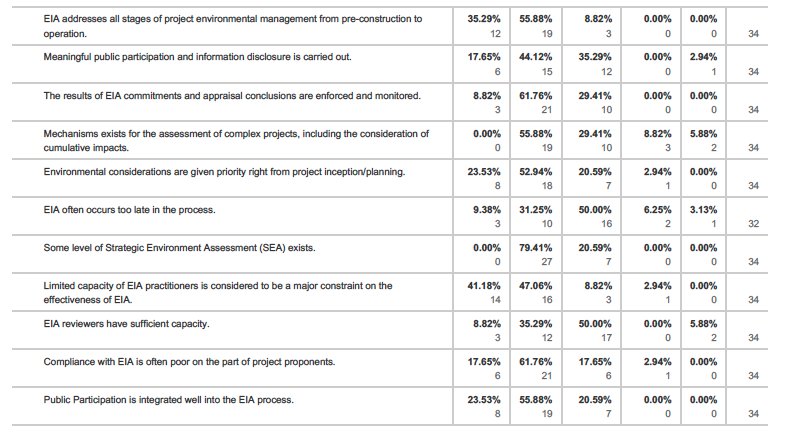 EIA addresses all stages of project environmental management from pre-construction to 35.29% 55.88% 8.82% 0.00% 0.00%
operation. 12 19 3 0 0 34
Meaningful public participation and information disclosure is carried out. 17.65% 44.12% 35.29% 0.00% 2.94%
6 15 12 0 1 34
The results of EIA commitments and appraisal conclusions are enforced and monitored. 8.82% 61.76% 29.41% 0.00% 0.00%
3 21 10 0 0 34
Mechanisms exists for the assessment of complex projects, including the consideration of 0.00% 55.88% 29.41% 8.82% 5.88%
cumulative impacts. 0 19 10 3 2 34
Environmental considerations are given priority right from project inception/planning. 23.53% 52.94% 20.59% 2.94% 0.00%
8 18 7 1 0 34
EIA often occurs too late in the process. 9.38% 31.25% 50.00% 6.25% 3.13%
3 10 16 2 1 32
Some level of Strategic Environment Assessment (SEA) exists. 0.00% 79.41% 20.59% 0.00% 0.00%
0 27 7 0 0 34
Limited capacity of EIA practitioners is considered to be a major constraint on the 41.18% 47.06% 8.82% 2.94% 0.00%
effectiveness of EIA. 14 16 3 1 0 34
EIA reviewers have sufficient capacity. 8.82% 35.29% 50.00% 0.00% 5.88%
3 12 17 0 2 34
Compliance with EIA is often poor on the part of project proponents. 17.65% 61.76% 17.65% 2.94% 0.00%
6 21 6 1 0 34
Public Participation is integrated well into the EIA process. 23.53% 55.88% 20.59% 0.00% 0.00%
8 19 7 0 0 34